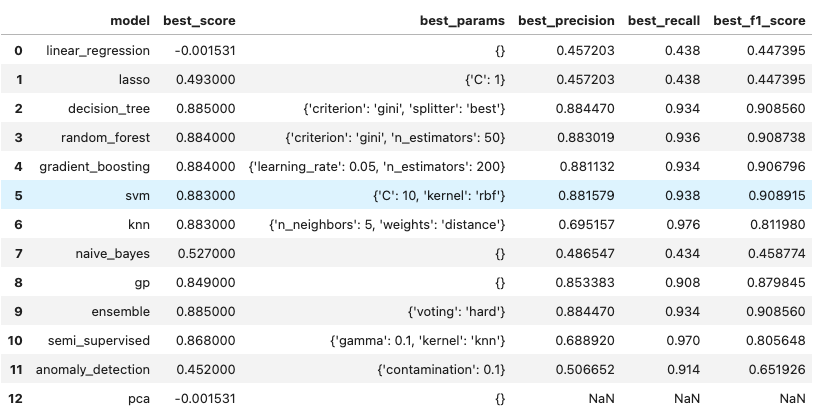 model best_score best_params best_precision best_recall best_f1_score
0 linear_regression -0.001531 {} 0.457203 0.438 0.447395
1 lasso 0.493000 {'C': 1} 0.457203 0.438 0.447395
2 decision_tree 0.885000 {'criterion': 'gini', 'splitter': 'best'} 0.884470 0.934 0.908560
3 random_forest 0.884000 {'criterion': 'gini', 'n_estimators': 50} 0.883019 0.936 0.908738
4 gradient_boosting 0.884000 {'learning_rate': 0.05, 'n_estimators': 200} 0.881132 0.934 0.906796
5 svm 0.883000 {'C': 10, 'kernel': 'rbf'} 0.881579 0.938 0.908915
6 knn 0.883000 {'n_neighbors': 5, 'weights': 'distance'} 0.695157 0.976 0.811980
7 naive_bayes 0.527000 {} 0.486547 0.434 0.458774
8 gp 0.849000 {} 0.853383 0.908 0.879845
9 ensemble 0.885000 {'voting': 'hard'} 0.884470 0.934 0.908560
10 semi_supervised 0.868000 {'gamma': 0.1, 'kernel': 'knn'} 0.688920 0.970 0.805648
11 anomaly_detection 0.452000 {'contamination': 0.1} 0.506652 0.914 0.651926
12 pca -0.001531 {} NaN NaN NaN